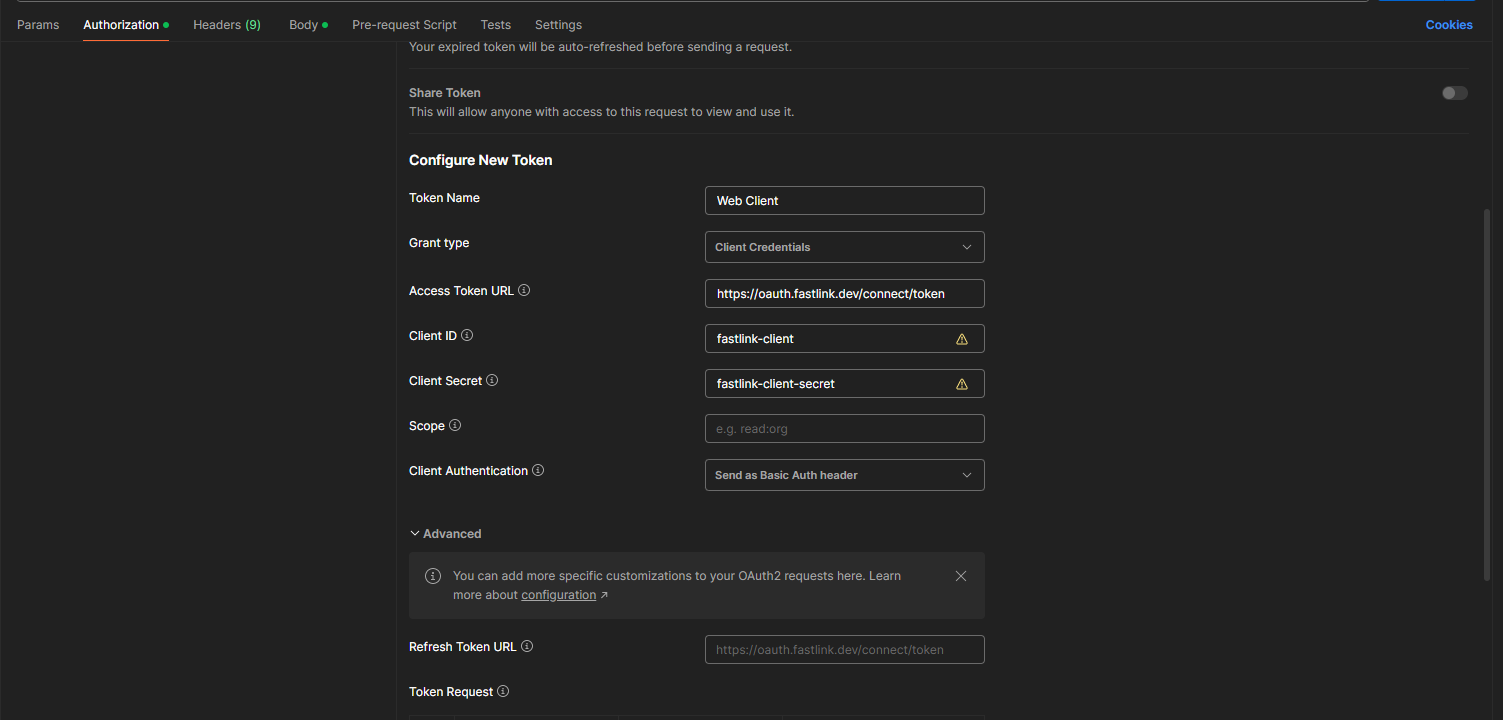 Params Authorization Headers (9) Body Pre-request Script Tests Settings Cookies
Your expired token will be auto-refreshed before sending a request.
Share Token
This will allow anyone with access to this request to view and use it.
Configure New Token
Token Name Web Client
Grant type Client Credentials
Access Token URL https://oauth.fastlink.dev/connect/token
Client ID fastlink-client
Client Secret fastlink-client-secret
Scope e.g. read:org
Client Authentication Send as Basic Auth header
Advanced
You can add more specific customizations to your OAuth2 requests here. Learn
more about configuration ↗
Refresh Token URL https://oauth.fastlink.dev/connect/token
Token Request